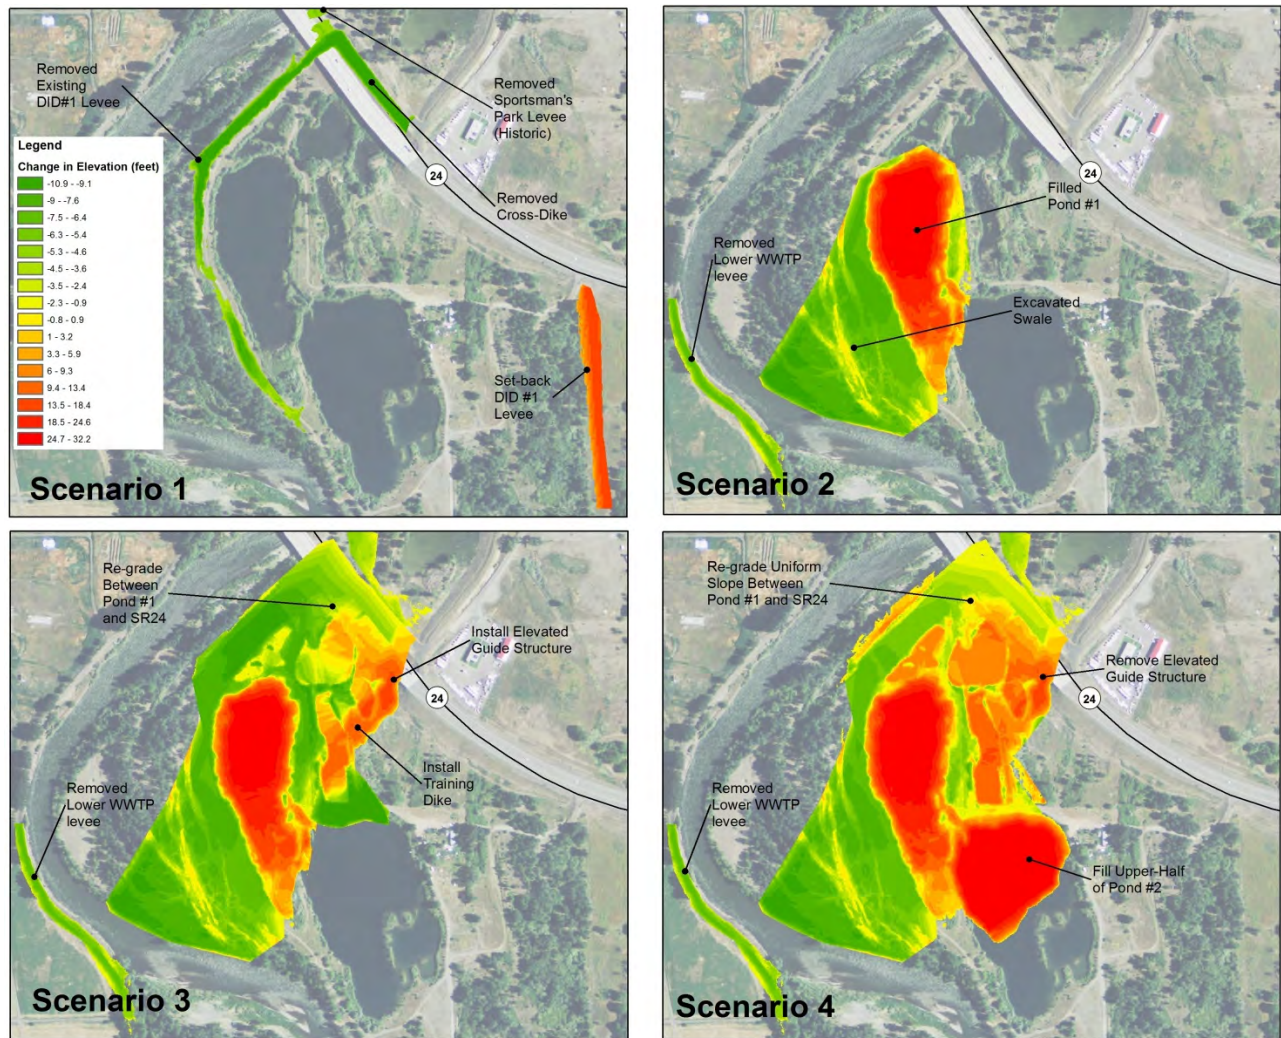 Removed
Existing
DID#1 Levee
Removed
Sportsman's
Park Levee
(Historic)
Legend
Change in Elevation (feet)
-10.9 - -9.1
-9 - -7.6
-7.5 - -6.4
-6.3 - -5.4
-5.3 - -4.6
-4.5 - -3.6
-3.5 - -2.4
-2.3 - -0.9
-0.8 - 0.9
1 - 3.2
3.3 - 5.9
6 - 9.3
9.4 - 13.4
13.5 - 18.4
18.5 - 24.6
24.7 - 32.2
24
Removed
Cross-Dike
Set-back
DID #1
Levee
Scenario 1
24
Filled
Pond #1
Removed
Lower WWTP
levee
Excavated
Swale
Scenario 2
Re-grade
Between
Pond #1
and SR24
Install Elevated
Guide Structure
24
Install
Training
Dike
Removed
Lower WWTP
levee
Scenario 3
Re-grade Uniform
Slope Between
Pond #1 and SR24
Remove Elevated
Guide Structure
24
Removed
Lower WWTP
levee
Fill Upper-Half
of Pond #2
Scenario 4